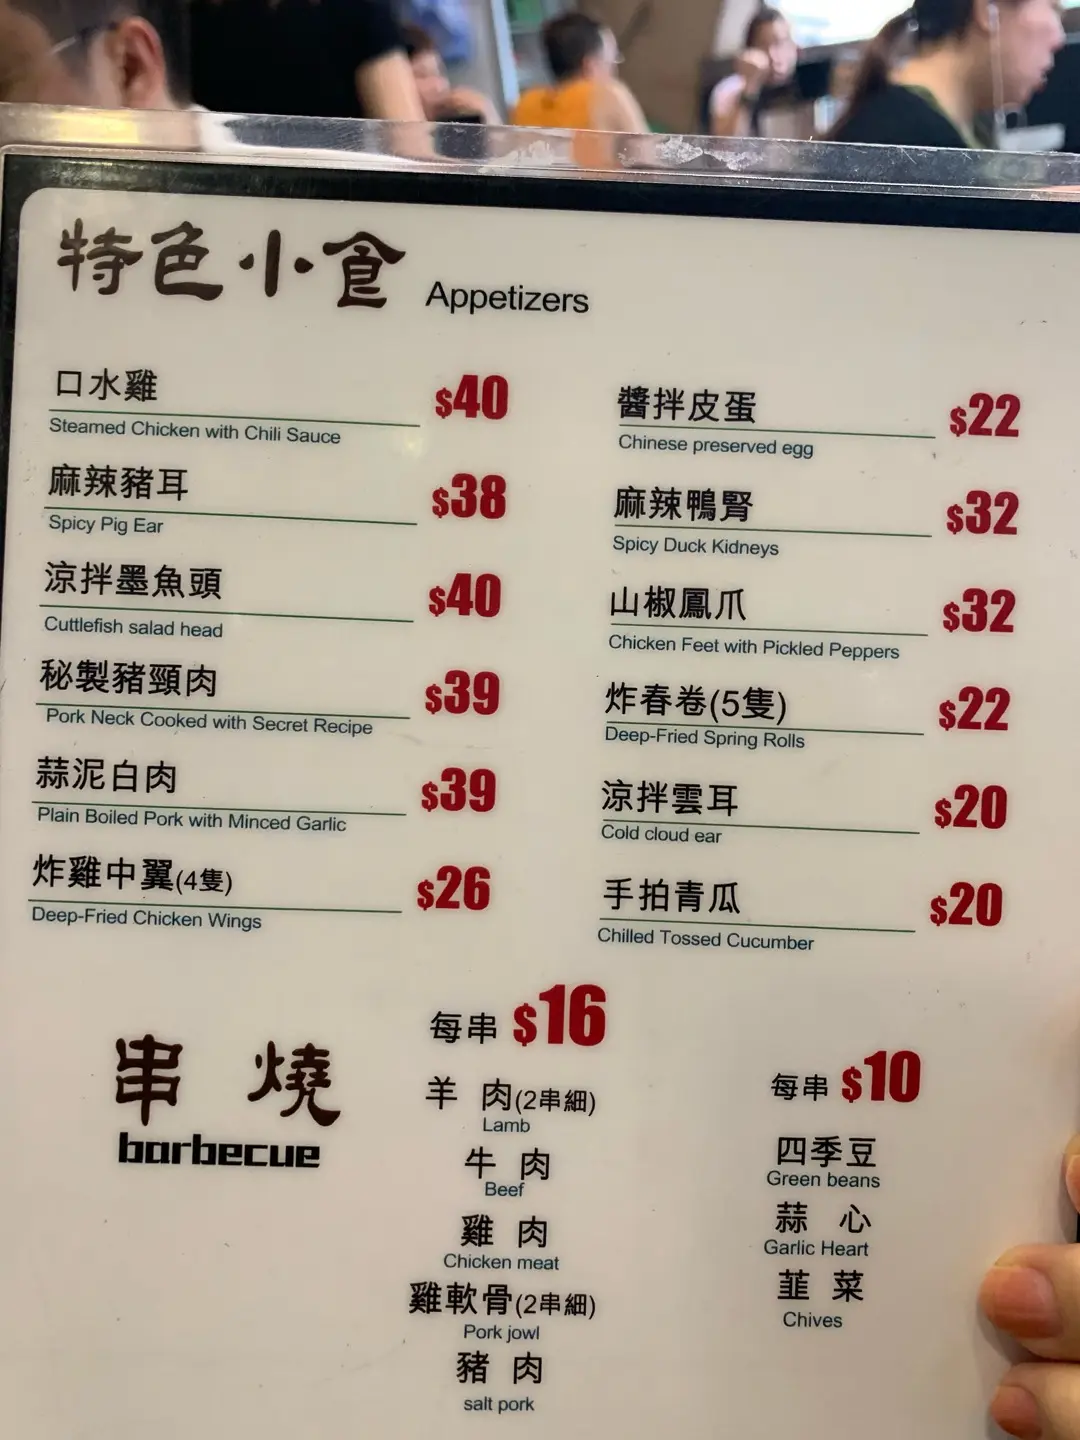 特色小食 Appetizers
口水雞 $40
Steamed Chicken with Chili Sauce
麻辣豬耳 $38
Spicy Pig Ear
涼拌墨魚頭 $40
Cuttlefish salad head
秘製豬頸肉 $39
Pork Neck Cooked with Secret Recipe
蒜泥白肉 $39
Plain Boiled Pork with Minced Garlic
炸雞中翼(4隻) $26
Deep-Fried Chicken Wings
醬拌皮蛋 $22
Chinese preserved egg
麻辣鴨腎 $32
Spicy Duck Kidneys
山椒鳳爪 $32
Chicken Feet with Pickled Peppers
炸春卷(5隻) $22
Deep-Fried Spring Rolls
涼拌雲耳 $20
Cold cloud ear
手拍青瓜 $20
Chilled Tossed Cucumber
串燒
barbecue
每串 $16
羊 肉(2串細)
Lamb
牛 肉
Beef
雞 肉
Chicken meat
雞軟骨(2串細)
Pork jowl
豬 肉
salt pork
每串 $10
四季豆
Green beans
蒜 心
Garlic Heart
韮 菜
Chives